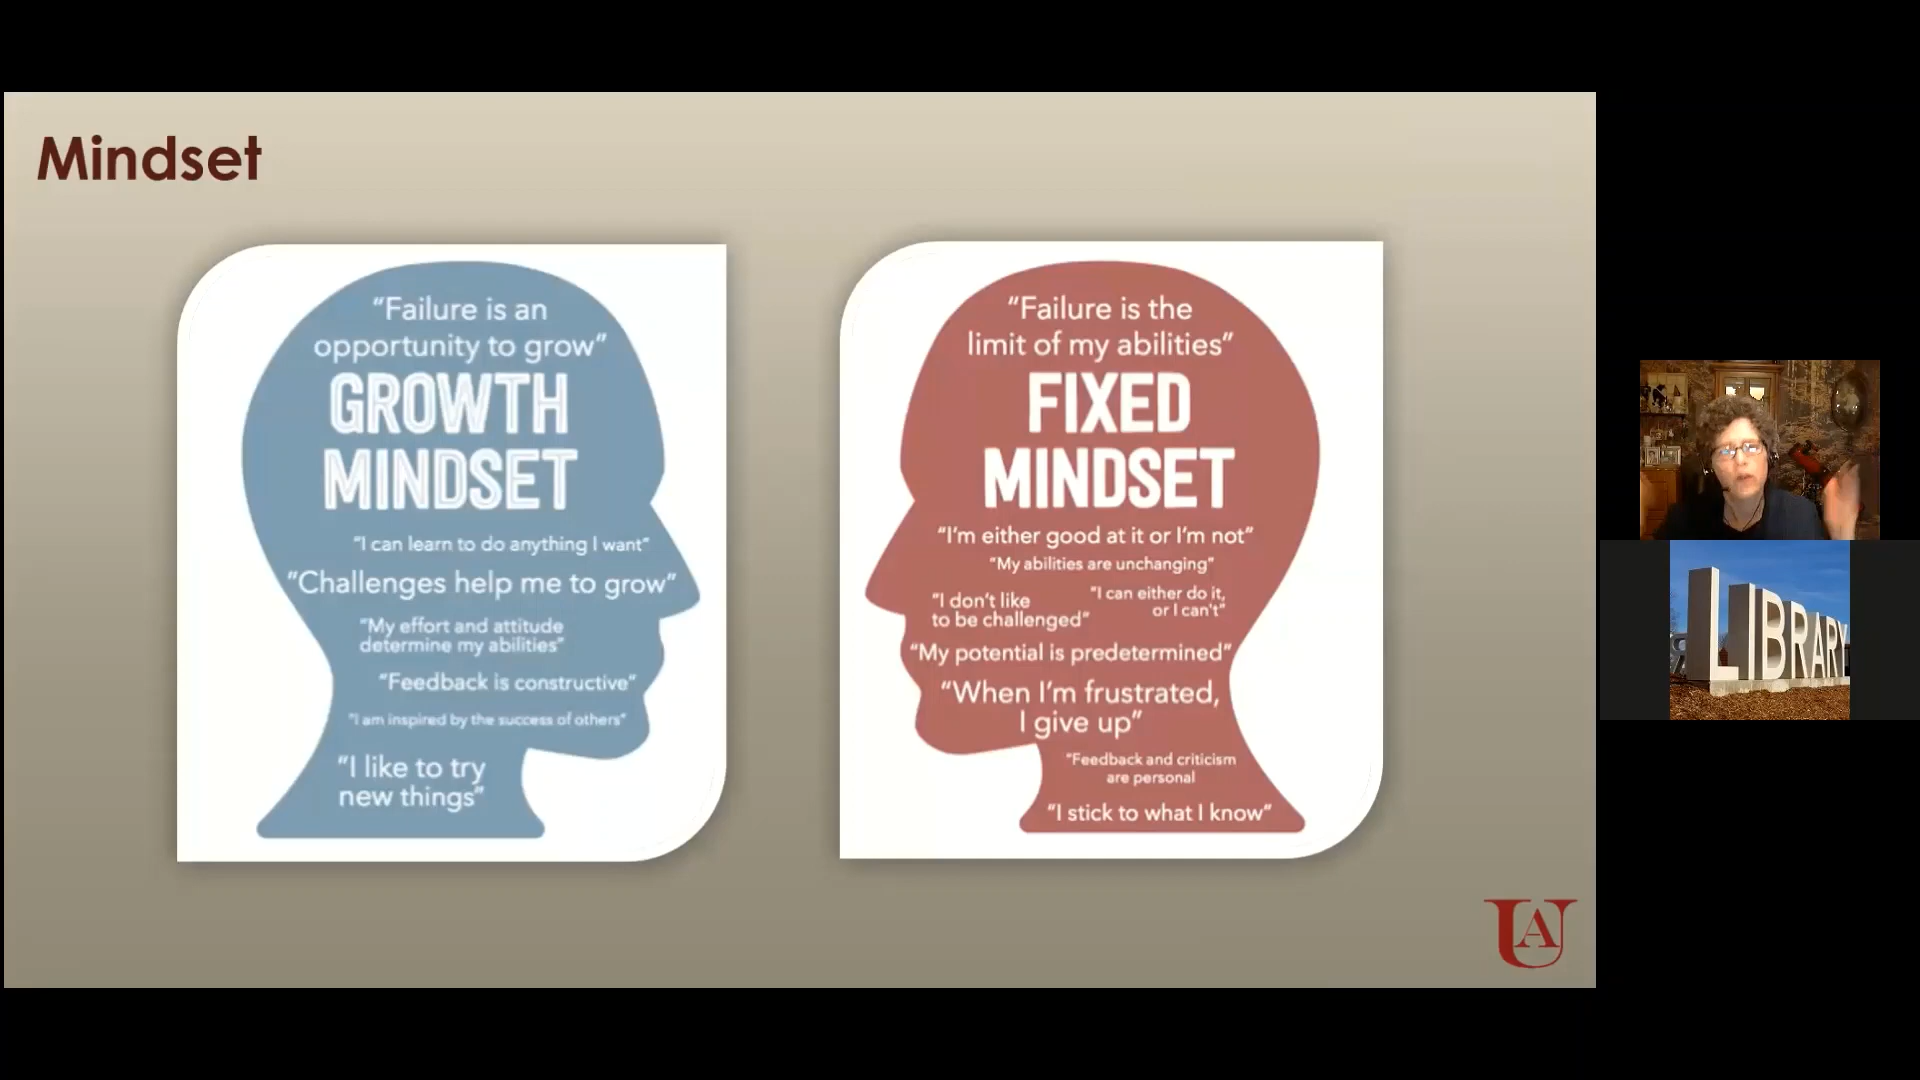 Mindset
“Failure is an
opportunity to grow”
GROWTH
MINDSET
“I can learn to do anything I want”
“Challenges help me to grow”
“My effort and attitude
determine my abilities”
“Feedback is constructive”
“I am inspired by the success of others”
“I like to try
new things”
“Failure is the
limit of my abilities”
FIXED
MINDSET
“I’m either good at it or I’m not”
“My abilities are unchanging”
“I don’t like
to be challenged”
“I can either do it,
or I can’t”
“My potential is predetermined”
“When I’m frustrated,
I give up”
“Feedback and criticism
are personal
“I stick to what I know”
UA
LIBRARY